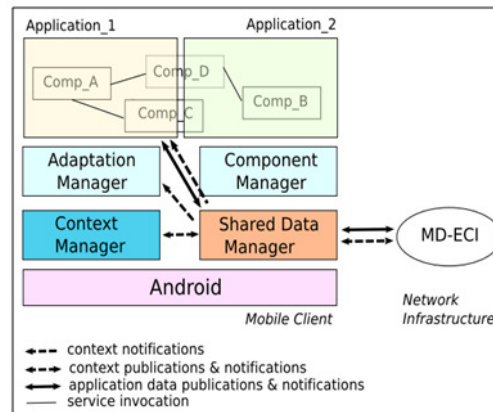 Application_1
Application_2
Comp_D
Comp_A
Comp_B
Comp_C
Adaptation
Manager
Component
Manager
Context
Manager
Shared Data
Manager
MD-ECI
Android
Mobile Client
Network
Infrastructure
context notifications
context publications & notifications
application data publications & notifications
service invocation